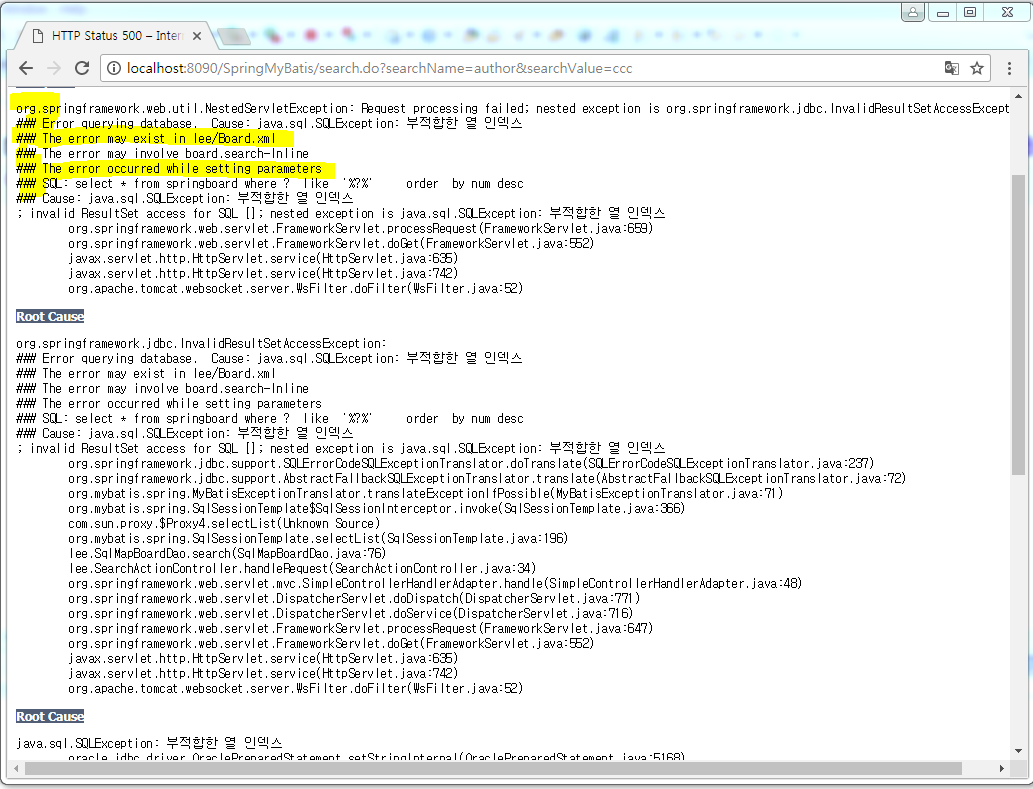 HTTP Status 500 – Inter
localhost:8090/SpringMyBatis/search.do?searchName=author&searchValue=ccc
org.springframework.web.util.NestedServletException: Request processing failed; nested exception is org.springframework.jdbc.InvalidResultSetAccessExcept
### Error querying database.  Cause: java.sql.SQLException: 부적합한 열 인덱스
### The error may exist in lee/Board.xml
### The error may involve board.search-Inline
### The error occurred while setting parameters
### SQL: select * from springboard where ?  like  '%?%'     order  by num desc
### Cause: java.sql.SQLException: 부적합한 열 인덱스
; invalid ResultSet access for SQL []; nested exception is java.sql.SQLException: 부적합한 열 인덱스
org.springframework.web.servlet.FrameworkServlet.processRequest(FrameworkServlet.java:659)
org.springframework.web.servlet.FrameworkServlet.doGet(FrameworkServlet.java:552)
javax.servlet.http.HttpServlet.service(HttpServlet.java:635)
javax.servlet.http.HttpServlet.service(HttpServlet.java:742)
org.apache.tomcat.websocket.server.WsFilter.doFilter(WsFilter.java:52)
Root Cause
org.springframework.jdbc.InvalidResultSetAccessException:
### Error querying database.  Cause: java.sql.SQLException: 부적합한 열 인덱스
### The error may exist in lee/Board.xml
### The error may involve board.search-Inline
### The error occurred while setting parameters
### SQL: select * from springboard where ?  like  '%?%'     order  by num desc
### Cause: java.sql.SQLException: 부적합한 열 인덱스
; invalid ResultSet access for SQL []; nested exception is java.sql.SQLException: 부적합한 열 인덱스
org.springframework.jdbc.support.SQLErrorCodeSQLExceptionTranslator.doTranslate(SQLErrorCodeSQLExceptionTranslator.java:237)
org.springframework.jdbc.support.AbstractFallbackSQLExceptionTranslator.translate(AbstractFallbackSQLExceptionTranslator.java:72)
org.mybatis.spring.MyBatisExceptionTranslator.translateExceptionIfPossible(MyBatisExceptionTranslator.java:71)
org.mybatis.spring.SqlSessionTemplate$SqlSessionInterceptor.invoke(SqlSessionTemplate.java:366)
com.sun.proxy.$Proxy4.selectList(Unknown Source)
org.mybatis.spring.SqlSessionTemplate.selectList(SqlSessionTemplate.java:196)
lee.SqlMapBoardDao.search(SqlMapBoardDao.java:76)
lee.SearchActionController.handleRequest(SearchActionController.java:34)
org.springframework.web.servlet.mvc.SimpleControllerHandlerAdapter.handle(SimpleControllerHandlerAdapter.java:48)
org.springframework.web.servlet.DispatcherServlet.doDispatch(DispatcherServlet.java:771)
org.springframework.web.servlet.DispatcherServlet.doService(DispatcherServlet.java:716)
org.springframework.web.servlet.FrameworkServlet.processRequest(FrameworkServlet.java:647)
org.springframework.web.servlet.FrameworkServlet.doGet(FrameworkServlet.java:552)
javax.servlet.http.HttpServlet.service(HttpServlet.java:635)
javax.servlet.http.HttpServlet.service(HttpServlet.java:742)
org.apache.tomcat.websocket.server.WsFilter.doFilter(WsFilter.java:52)
Root Cause
java.sql.SQLException: 부적합한 열 인덱스
oracle.jdbc.driver.OraclePreparedStatement.setStringInternal(OraclePreparedStatement.java:5168)